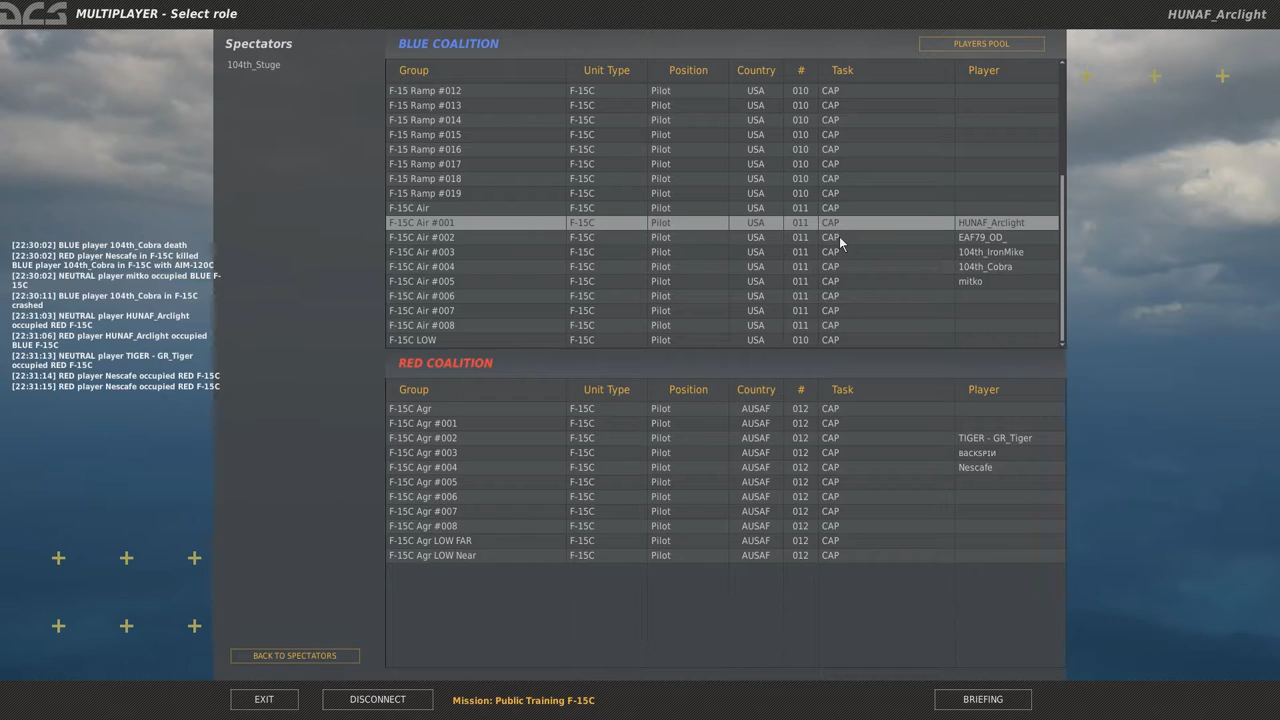 DCS MULTIPLAYER - Select role HUNAF_Arclight
Spectators
104th_Stuge
[22:30:02] BLUE player 104th_Cobra death
[22:30:02] RED player Nescafe in F-15C killed
BLUE player 104th_Cobra in F-15C with AIM-120C
[22:30:02] NEUTRAL player mitko occupied BLUE F-
15C
[22:30:11] BLUE player 104th_Cobra in F-15C
crashed
[22:31:03] NEUTRAL player HUNAF_Arclight
occupied RED F-15C
[22:31:06] RED player HUNAF_Arclight occupied
BLUE F-15C
[22:31:13] NEUTRAL player TIGER - GR_Tiger
occupied RED F-15C
[22:31:14] RED player Nescafe occupied RED F-15C
[22:31:15] RED player Nescafe occupied RED F-15C
BLUE COALITION PLAYERS POOL
Group Unit Type Position Country # Task Player
F-15 Ramp #012 F-15C Pilot USA 010 CAP
F-15 Ramp #013 F-15C Pilot USA 010 CAP
F-15 Ramp #014 F-15C Pilot USA 010 CAP
F-15 Ramp #015 F-15C Pilot USA 010 CAP
F-15 Ramp #016 F-15C Pilot USA 010 CAP
F-15 Ramp #017 F-15C Pilot USA 010 CAP
F-15 Ramp #018 F-15C Pilot USA 010 CAP
F-15 Ramp #019 F-15C Pilot USA 010 CAP
F-15C Air F-15C Pilot USA 011 CAP
F-15C Air #001 F-15C Pilot USA 011 CAP HUNAF_Arclight
F-15C Air #002 F-15C Pilot USA 011 CAP EAF79_OD_
F-15C Air #003 F-15C Pilot USA 011 CAP 104th_IronMike
F-15C Air #004 F-15C Pilot USA 011 CAP 104th_Cobra
F-15C Air #005 F-15C Pilot USA 011 CAP mitko
F-15C Air #006 F-15C Pilot USA 011 CAP
F-15C Air #007 F-15C Pilot USA 011 CAP
F-15C Air #008 F-15C Pilot USA 011 CAP
F-15C LOW F-15C Pilot USA 010 CAP
RED COALITION
Group Unit Type Position Country # Task Player
F-15C Agr F-15C Pilot AUSAF 012 CAP
F-15C Agr #001 F-15C Pilot AUSAF 012 CAP
F-15C Agr #002 F-15C Pilot AUSAF 012 CAP TIGER - GR_Tiger
F-15C Agr #003 F-15C Pilot AUSAF 012 CAP вacĸѕpιɴ
F-15C Agr #004 F-15C Pilot AUSAF 012 CAP Nescafe
F-15C Agr #005 F-15C Pilot AUSAF 012 CAP
F-15C Agr #006 F-15C Pilot AUSAF 012 CAP
F-15C Agr #007 F-15C Pilot AUSAF 012 CAP
F-15C Agr #008 F-15C Pilot AUSAF 012 CAP
F-15C Agr LOW FAR F-15C Pilot AUSAF 012 CAP
F-15C Agr LOW Near F-15C Pilot AUSAF 012 CAP
BACK TO SPECTATORS
EXIT DISCONNECT Mission: Public Training F-15C BRIEFING